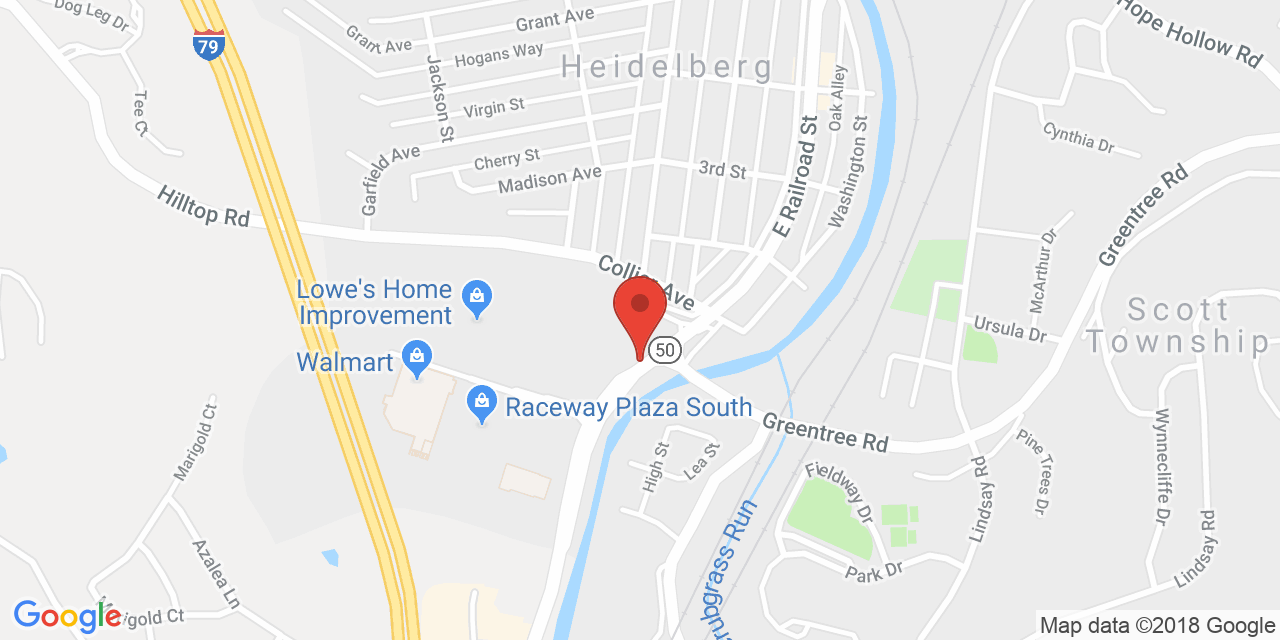 Dog Leg Dr
79
Grant Ave
Grant Ave
Hogans Way
Jackson St
Heidelberg
Oak Alley
Hope Hollow Rd
Tee Ct
Virgin St
Cynthia Dr
Garfield Ave
Cherry St
Madison Ave
3rd St
E Railroad St
Washington St
Greentree Rd
Hilltop Rd
Collier Ave
McArthur Dr
Lowe's Home
Improvement
Scott
Township
Ursula Dr
Walmart
50
Raceway Plaza South
Greentree Rd
Marigold Ct
High St
Lea St
Fieldway Dr
Pine Trees Dr
Wynnecliffe Dr
Lindsay Rd
Lindsay Rd
Azalea Ln
Park Dr
rubgrass Run
Marigold Ct
Google
Map data ©2018 Google